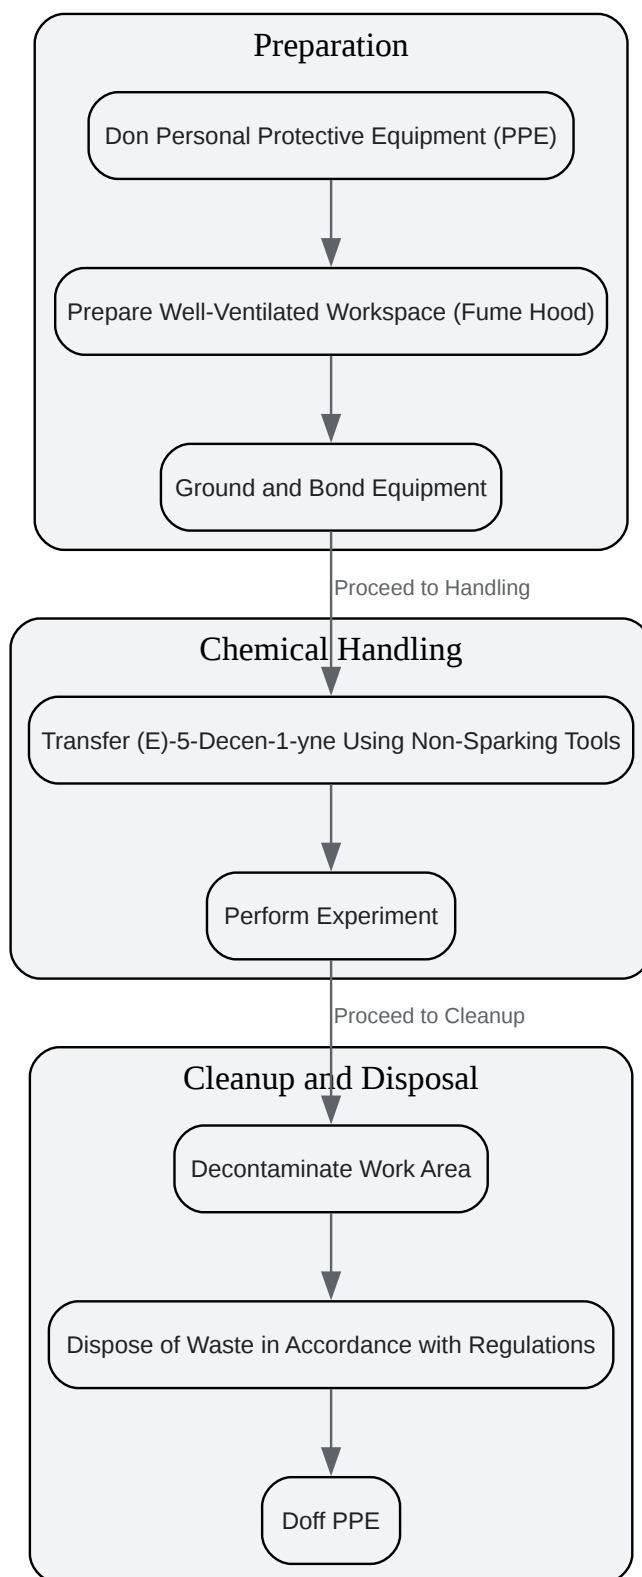 Preparation
Don Personal Protective Equipment (PPE)
Prepare Well-Ventilated Workspace (Fume Hood)
Ground and Bond Equipment
Proceed to Handling
Chemical Handling
Transfer (E)-5-Decen-1-yne Using Non-Sparking Tools
Perform Experiment
Proceed to Cleanup
Cleanup and Disposal
Decontaminate Work Area
Dispose of Waste in Accordance with Regulations
Doff PPE